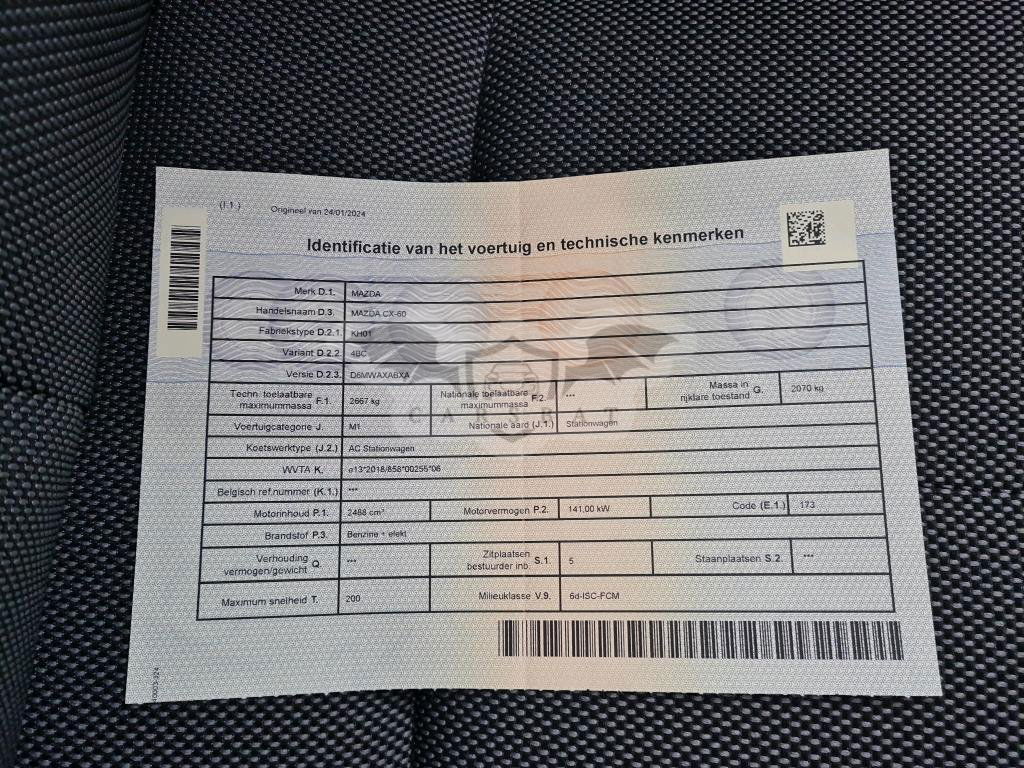 (I.1.) Origineel van 24/01/2024
Identificatie van het voertuig en technische kenmerken
Merk D.1. MAZDA
Handelsnaam D.3. MAZDA CX-60
Fabriekstype D.2.1. KH01
Variant D.2.2. 4BC
Versie D.2.3. D6MWAXABXA
Techn. toelaatbare maximummassa F.1. 2667 kg Nationale toelaatbare maximummassa F.2. --- Massa in rijklare toestand G. 2070 kg
CARSBAT
Voertuigcategorie J. M1 Nationale aard (J.1.) Stationwagen
Koetswerktype (J.2.) AC Stationwagen
WVTA K. e13*2018/858*00255*06
Belgisch ref.nummer (K.1.) ---
Motorinhoud P.1. 2488 cm³ Motorvermogen P.2. 141,00 kW Code (E.1.) 173
Brandstof P.3. Benzine + elekt
Verhouding vermogen/gewicht Q. --- Zitplaatsen bestuurder inb. S.1. 5 Staanplaatsen S.2. ---
Maximum snelheid T. 200 Milieuklasse V.9. 6d-ISC-FCM